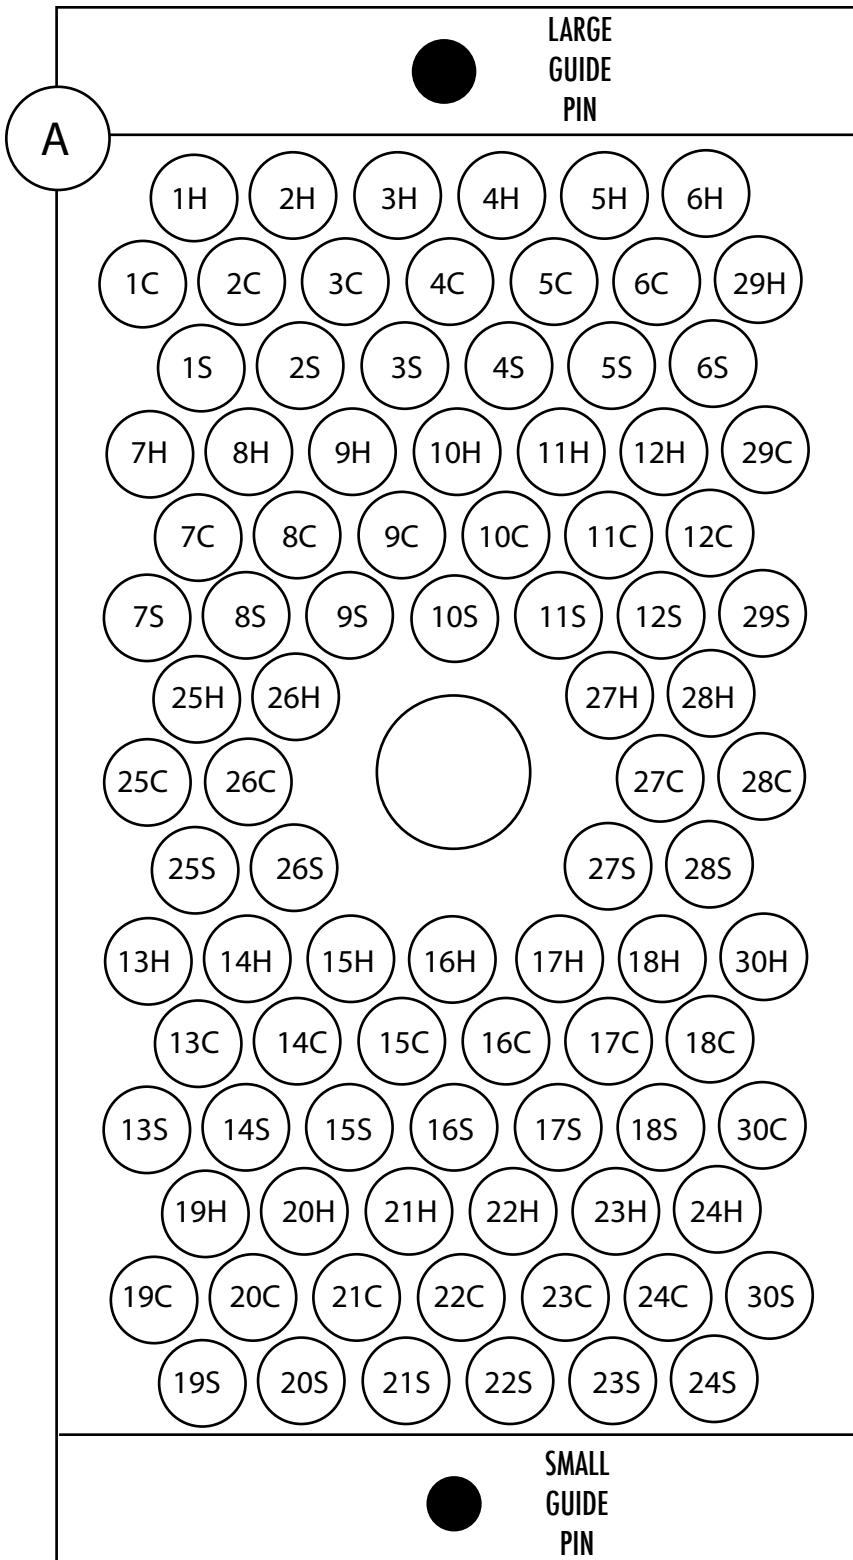 LARGE
GUIDE
PIN
A
1H 2H 3H 4H 5H 6H
1C 2C 3C 4C 5C 6C 29H
1S 2S 3S 4S 5S 6S
7H 8H 9H 10H 11H 12H 29C
7C 8C 9C 10C 11C 12C
7S 8S 9S 10S 11S 12S 29S
25H 26H 27H 28H
25C 26C 27C 28C
25S 26S 27S 28S
13H 14H 15H 16H 17H 18H 30H
13C 14C 15C 16C 17C 18C
13S 14S 15S 16S 17S 18S 30C
19H 20H 21H 22H 23H 24H
19C 20C 21C 22C 23C 24C 30S
19S 20S 21S 22S 23S 24S
SMALL
GUIDE
PIN